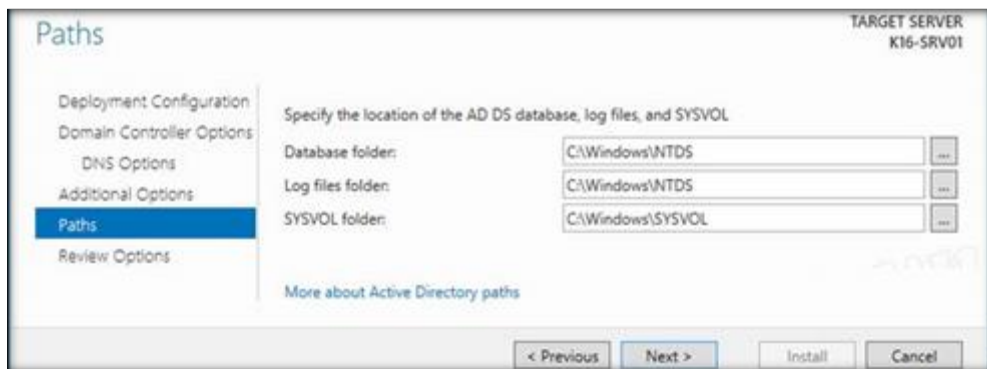 Paths
TARGET SERVER
K16-SRV01
Deployment Configuration
Domain Controller Options
DNS Options
Additional Options
Paths
Review Options
Specify the location of the AD DS database, log files, and SYSVOL
Database folder: C:\Windows\NTDS ...
Log files folder: C:\Windows\NTDS ...
SYSVOL folder: C:\Windows\SYSVOL ...
More about Active Directory paths
< Previous Next > Install Cancel